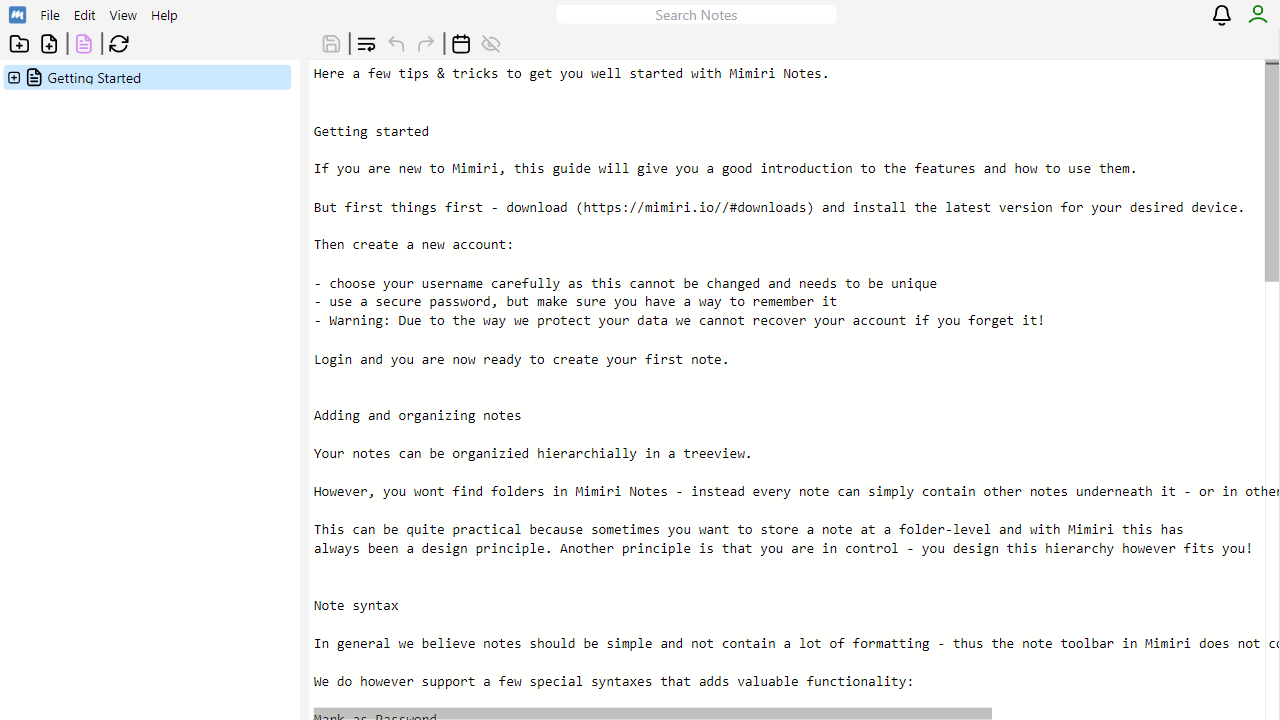 File Edit View Help
Search Notes
Getting Started
Here a few tips & tricks to get you well started with Mimiri Notes.
Getting started
If you are new to Mimiri, this guide will give you a good introduction to the features and how to use them.
But first things first - download (https://mimiri.io//#downloads) and install the latest version for your desired device.
Then create a new account:
- choose your username carefully as this cannot be changed and needs to be unique
- use a secure password, but make sure you have a way to remember it
- Warning: Due to the way we protect your data we cannot recover your account if you forget it!
Login and you are now ready to create your first note.
Adding and organizing notes
Your notes can be organizied hierarchially in a treeview.
However, you wont find folders in Mimiri Notes - instead every note can simply contain other notes underneath it - or in other
This can be quite practical because sometimes you want to store a note at a folder-level and with Mimiri this has
always been a design principle. Another principle is that you are in control - you design this hierarchy however fits you!
Note syntax
In general we believe notes should be simple and not contain a lot of formatting - thus the note toolbar in Mimiri does not
We do however support a few special syntaxes that adds valuable functionality:
Mark as Password